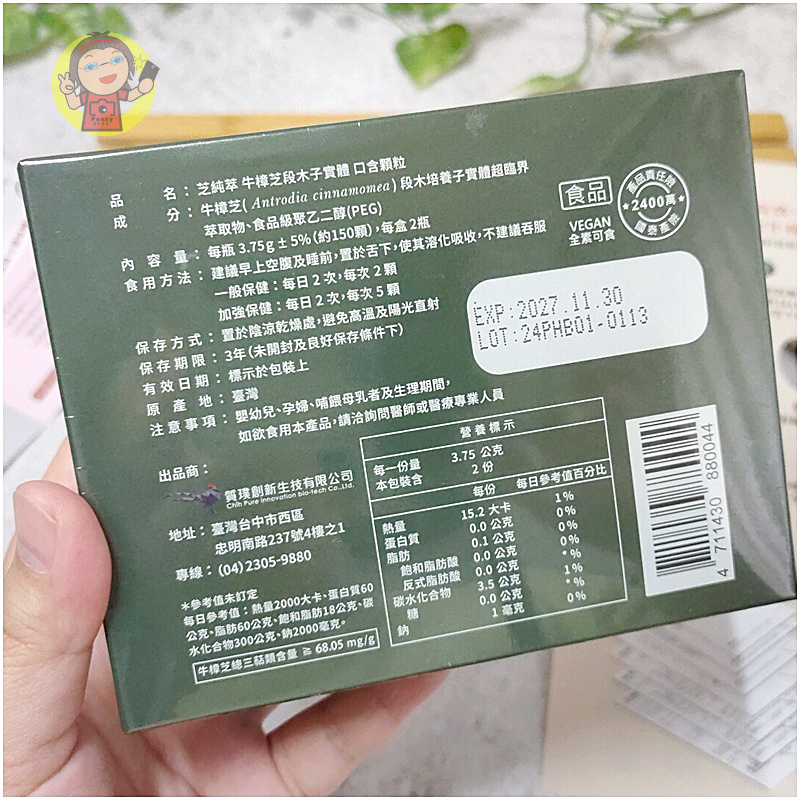 Penny
品名：芝純萃 牛樟芝段木子實體 口含顆粒
成分：牛樟芝(Antrodia cinnamomea)段木培養子實體超臨界
萃取物、食品級聚乙二醇(PEG)
內容量：每瓶 3.75g ± 5%(約150顆)，每盒2瓶
食用方法：建議早上空腹及睡前，置於舌下，使其溶化吸收，不建議吞服
一般保健：每日2次，每次2顆
加強保健：每日2次，每次5顆
保存方式：置於陰涼乾燥處，避免高溫及陽光直射
保存期限：3年(未開封及良好保存條件下)
有效日期：標示於包裝上
原產地：臺灣
注意事項：嬰幼兒、孕婦、哺餵母乳者及生理期間，
如欲食用本產品，請洽詢問醫師或醫療專業人員
食品
VEGAN
全素可食
產品責任險
2400萬
國泰產險
EXP:2027.11.30
LOT:24PHB01-0113
出品商：
質璞創新生技有限公司
Chih Pure innovation bio-tech Co.,Ltd.
地址：臺灣台中市西區
忠明南路237號4樓之1
專線：(04)2305-9880
*參考值未訂定
每日參考值：熱量2000大卡、蛋白質60
公克、脂肪60公克、飽和脂肪18公克、碳
水化合物300公克、鈉2000毫克。
牛樟芝總三萜類含量 ≧ 68.05 mg/g
營養標示
每一份量 3.75 公克
本包裝含 2 份
每份 每日參考值百分比
熱量 15.2 大卡 1%
蛋白質 0.0 公克 0%
脂肪 0.1 公克 0%
飽和脂肪酸 0.0 公克 0%
反式脂肪酸 0.0 公克 *%
碳水化合物 3.5 公克 1%
糖 0.0 公克 *%
鈉 1 毫克 0%
4 711430 880044